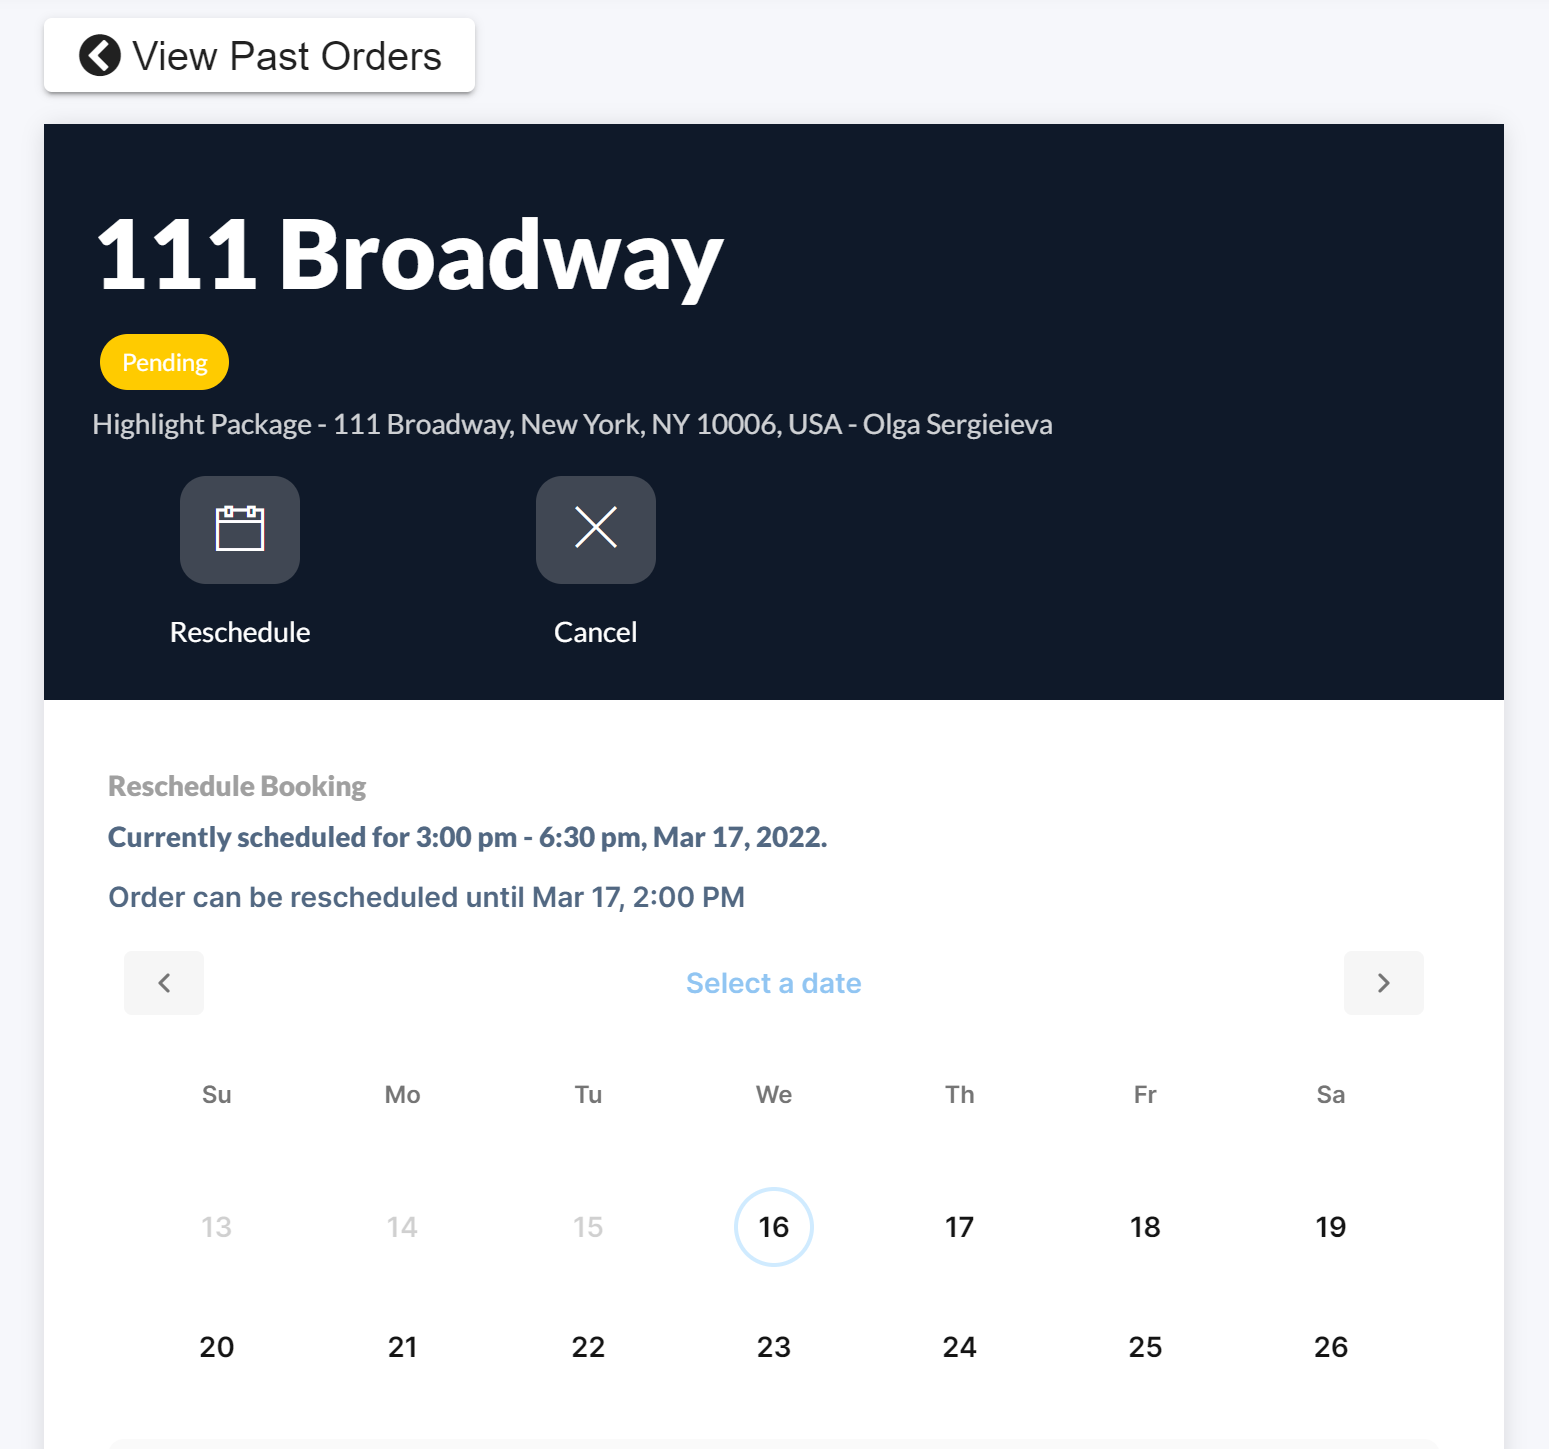 View Past Orders
111 Broadway
Pending
Highlight Package - 111 Broadway, New York, NY 10006, USA - Olga Sergieieva
Reschedule Cancel
Reschedule Booking
Currently scheduled for 3:00 pm - 6:30 pm, Mar 17, 2022.
Order can be rescheduled until Mar 17, 2:00 PM
Select a date
Su Mo Tu We Th Fr Sa
13 14 15 16 17 18 19
20 21 22 23 24 25 26